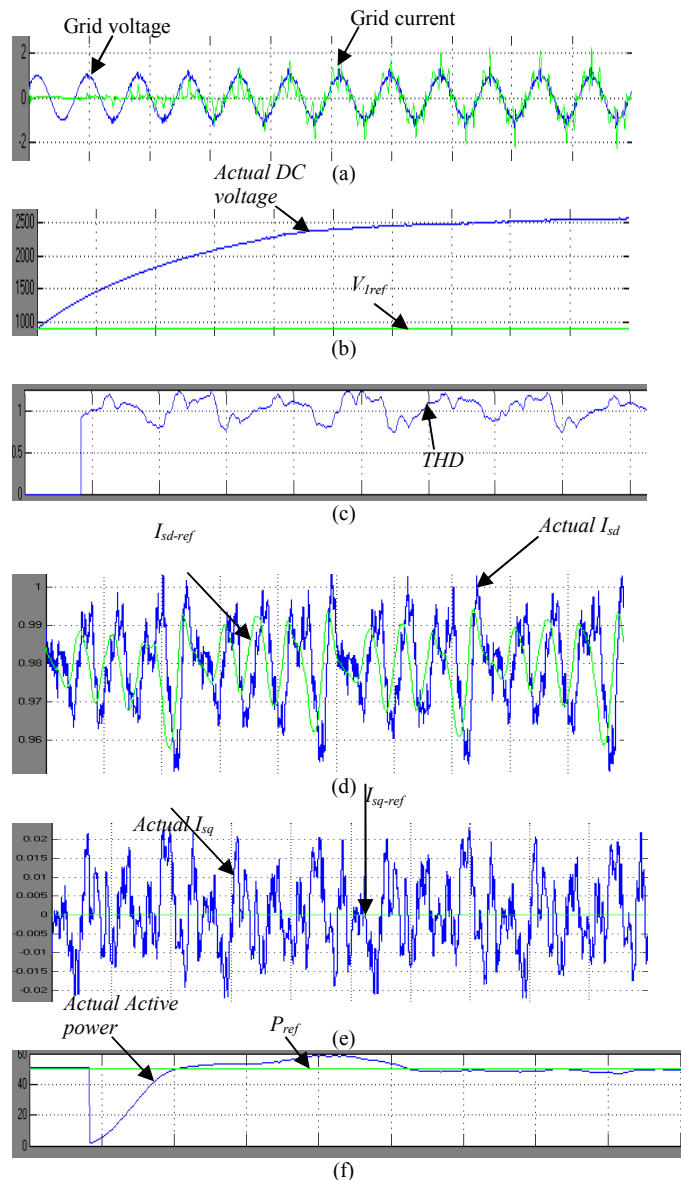 Grid voltage
Grid current
2
0
-2
(a)
Actual DC
voltage
2500
2000
1500
1000
V1ref
(b)
1
0.5
0
THD
(c)
Isd-ref
Actual Isd
1
0.99
0.98
0.97
0.96
(d)
Isq-ref
Actual Isq
0.02
0.015
0.01
0.005
0
-0.005
-0.01
-0.015
-0.02
Actual Active
power
(e)
Pref
60
40
20
0
(f)